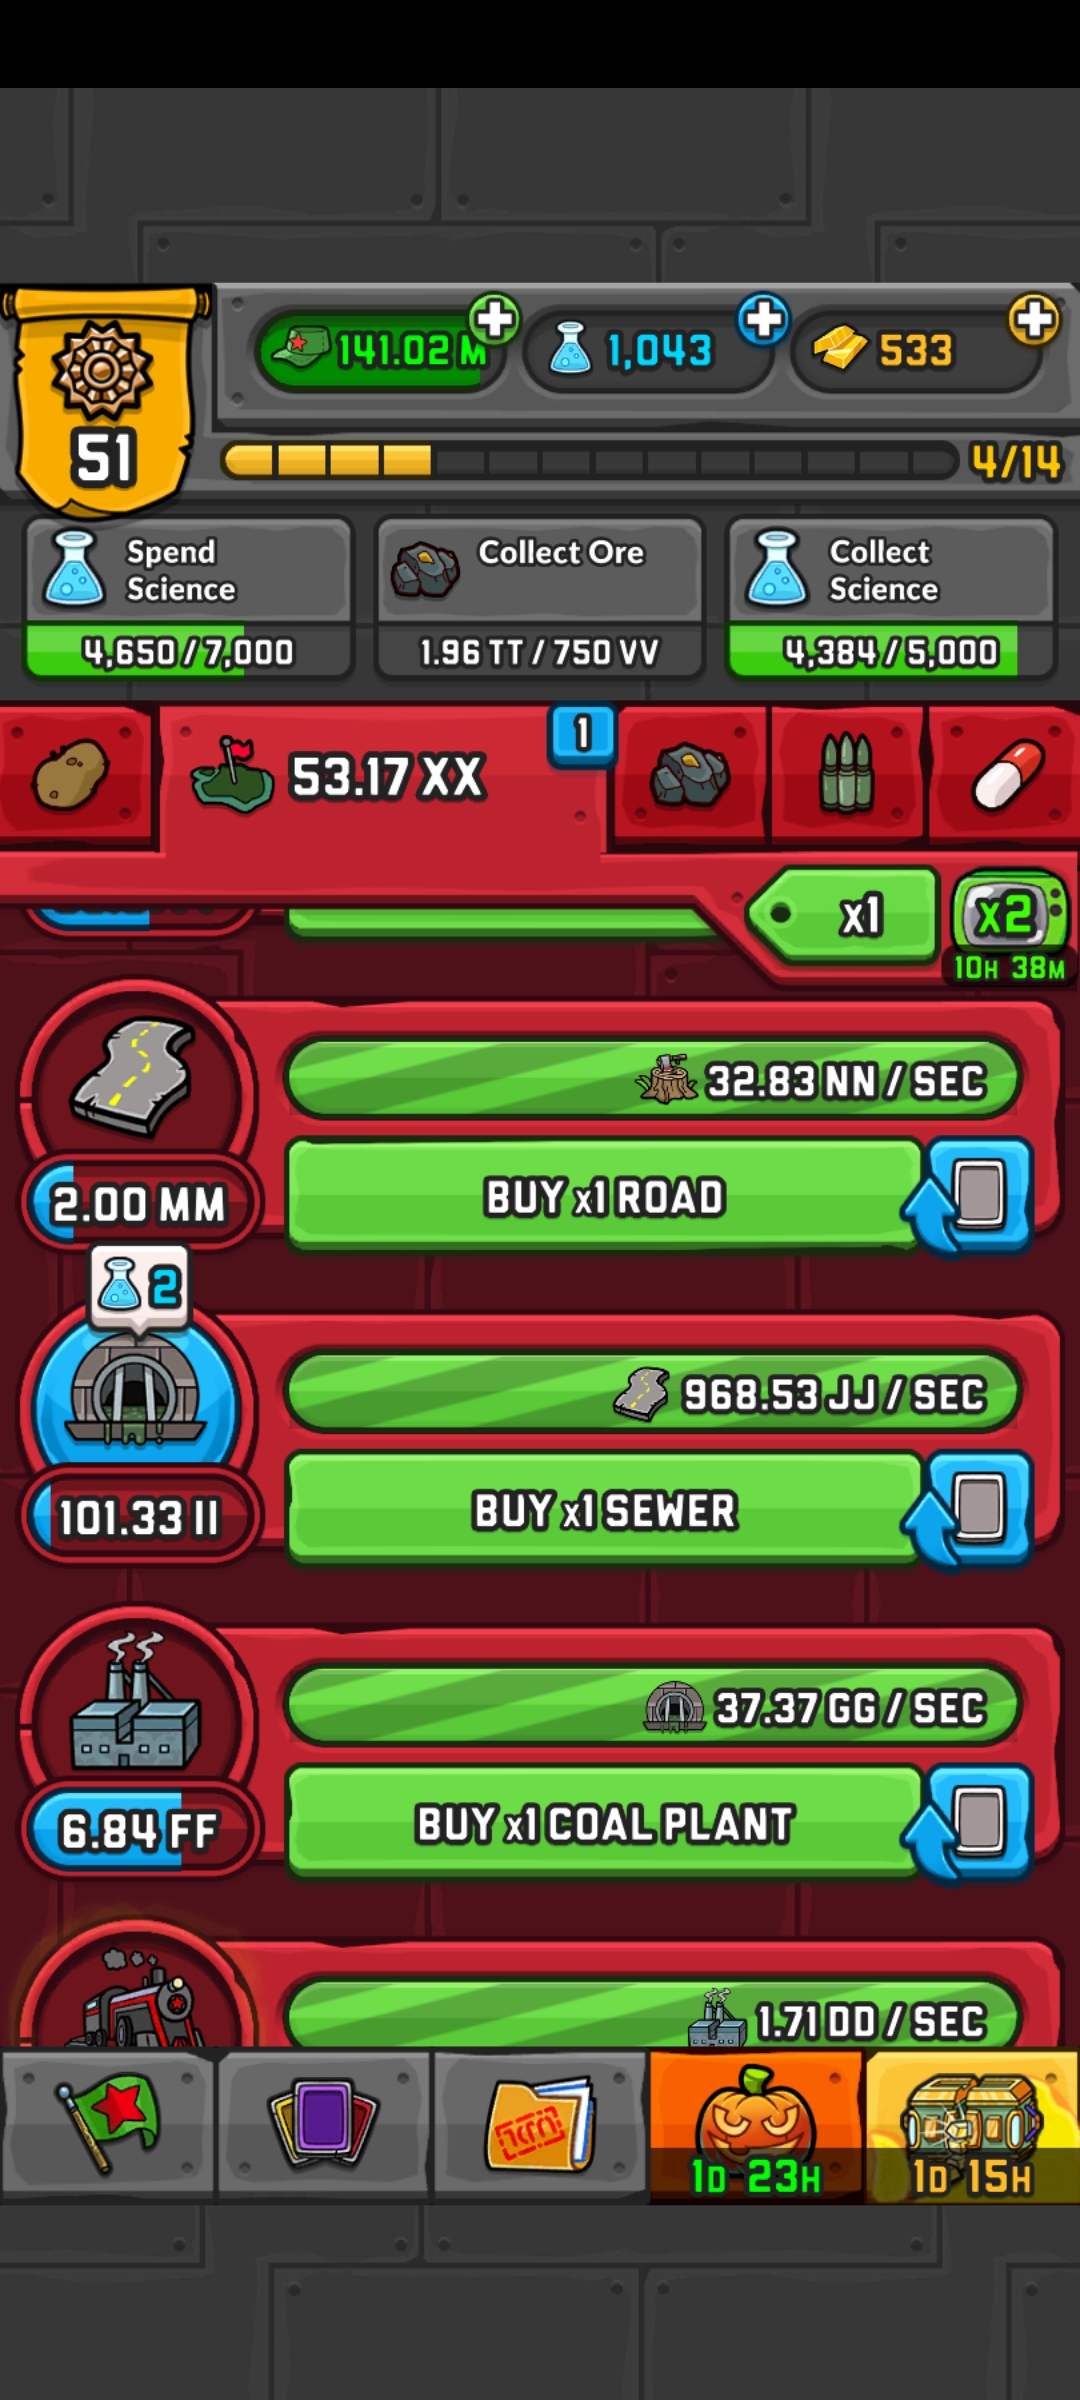 141.02 M
1,043
533
51
4/14
Spend
Science
4,650/7,000
Collect Ore
1.96 TT/750 VV
Collect
Science
4,384/5,000
53.17 XX
1
x1
x2
10H 38M
32.83 NN / SEC
BUY x1 ROAD
2.00 MM
2
968.53 JJ / SEC
BUY x1 SEWER
101.33 II
37.37 GG / SEC
BUY x1 COAL PLANT
6.84 FF
1.71 DD / SEC
1D 23H
1D 15H